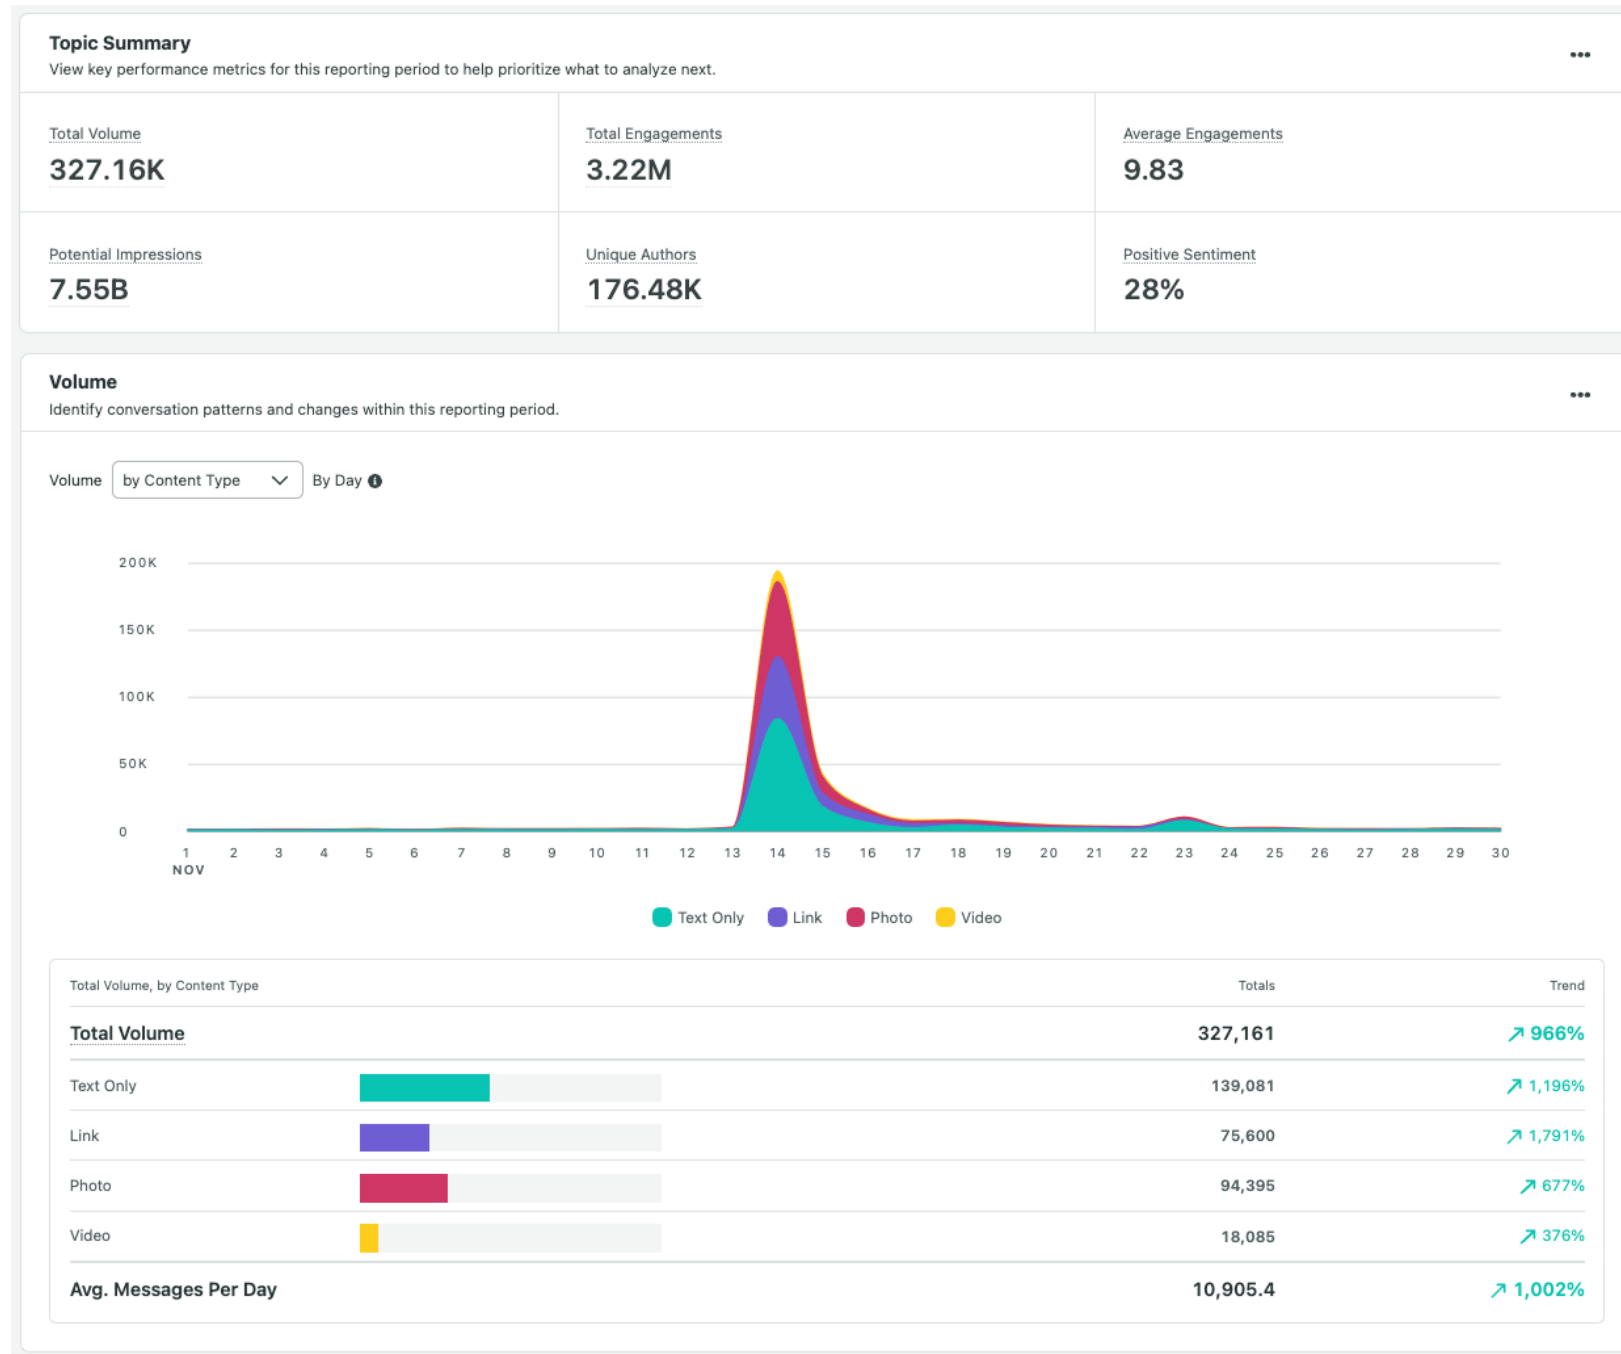 Topic Summary
View key performance metrics for this reporting period to help prioritize what to analyze next.
Total Volume
327.16K
Total Engagements
3.22M
Average Engagements
9.83
Potential Impressions
7.55B
Unique Authors
176.48K
Positive Sentiment
28%
Volume
Identify conversation patterns and changes within this reporting period.
Volume by Content Type By Day
200K
150K
100K
50K
0
1 2 3 4 5 6 7 8 9 10 11 12 13 14 15 16 17 18 19 20 21 22 23 24 25 26 27 28 29 30
NOV
Text Only Link Photo Video
Total Volume, by Content Type Totals Trend
Total Volume 327,161 ↗ 966%
Text Only 139,081 ↗ 1,196%
Link 75,600 ↗ 1,791%
Photo 94,395 ↗ 677%
Video 18,085 ↗ 376%
Avg. Messages Per Day 10,905.4 ↗ 1,002%